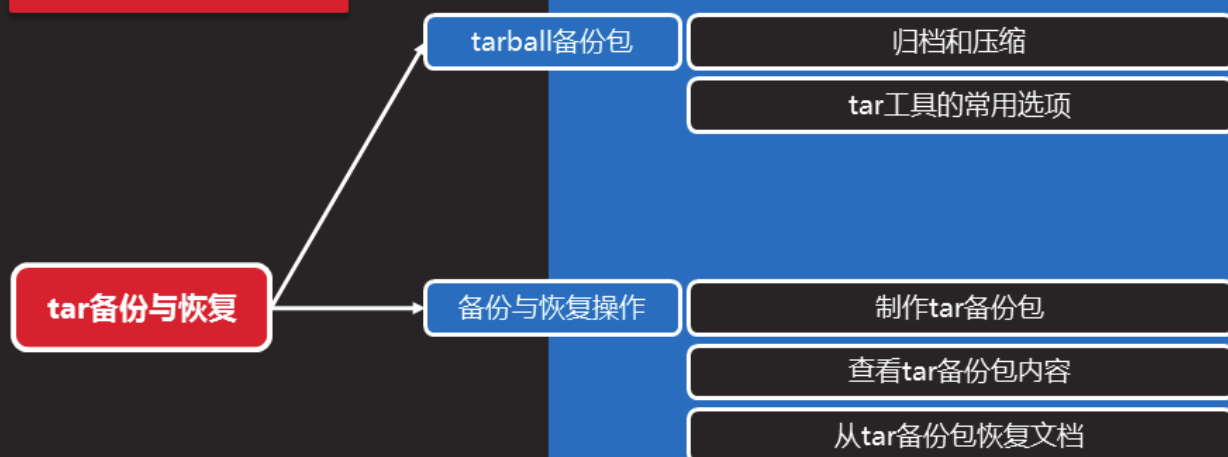 tarball备份包
归档和压缩
tar工具的常用选项
tar备份与恢复
备份与恢复操作
制作tar备份包
查看tar备份包内容
从tar备份包恢复文档